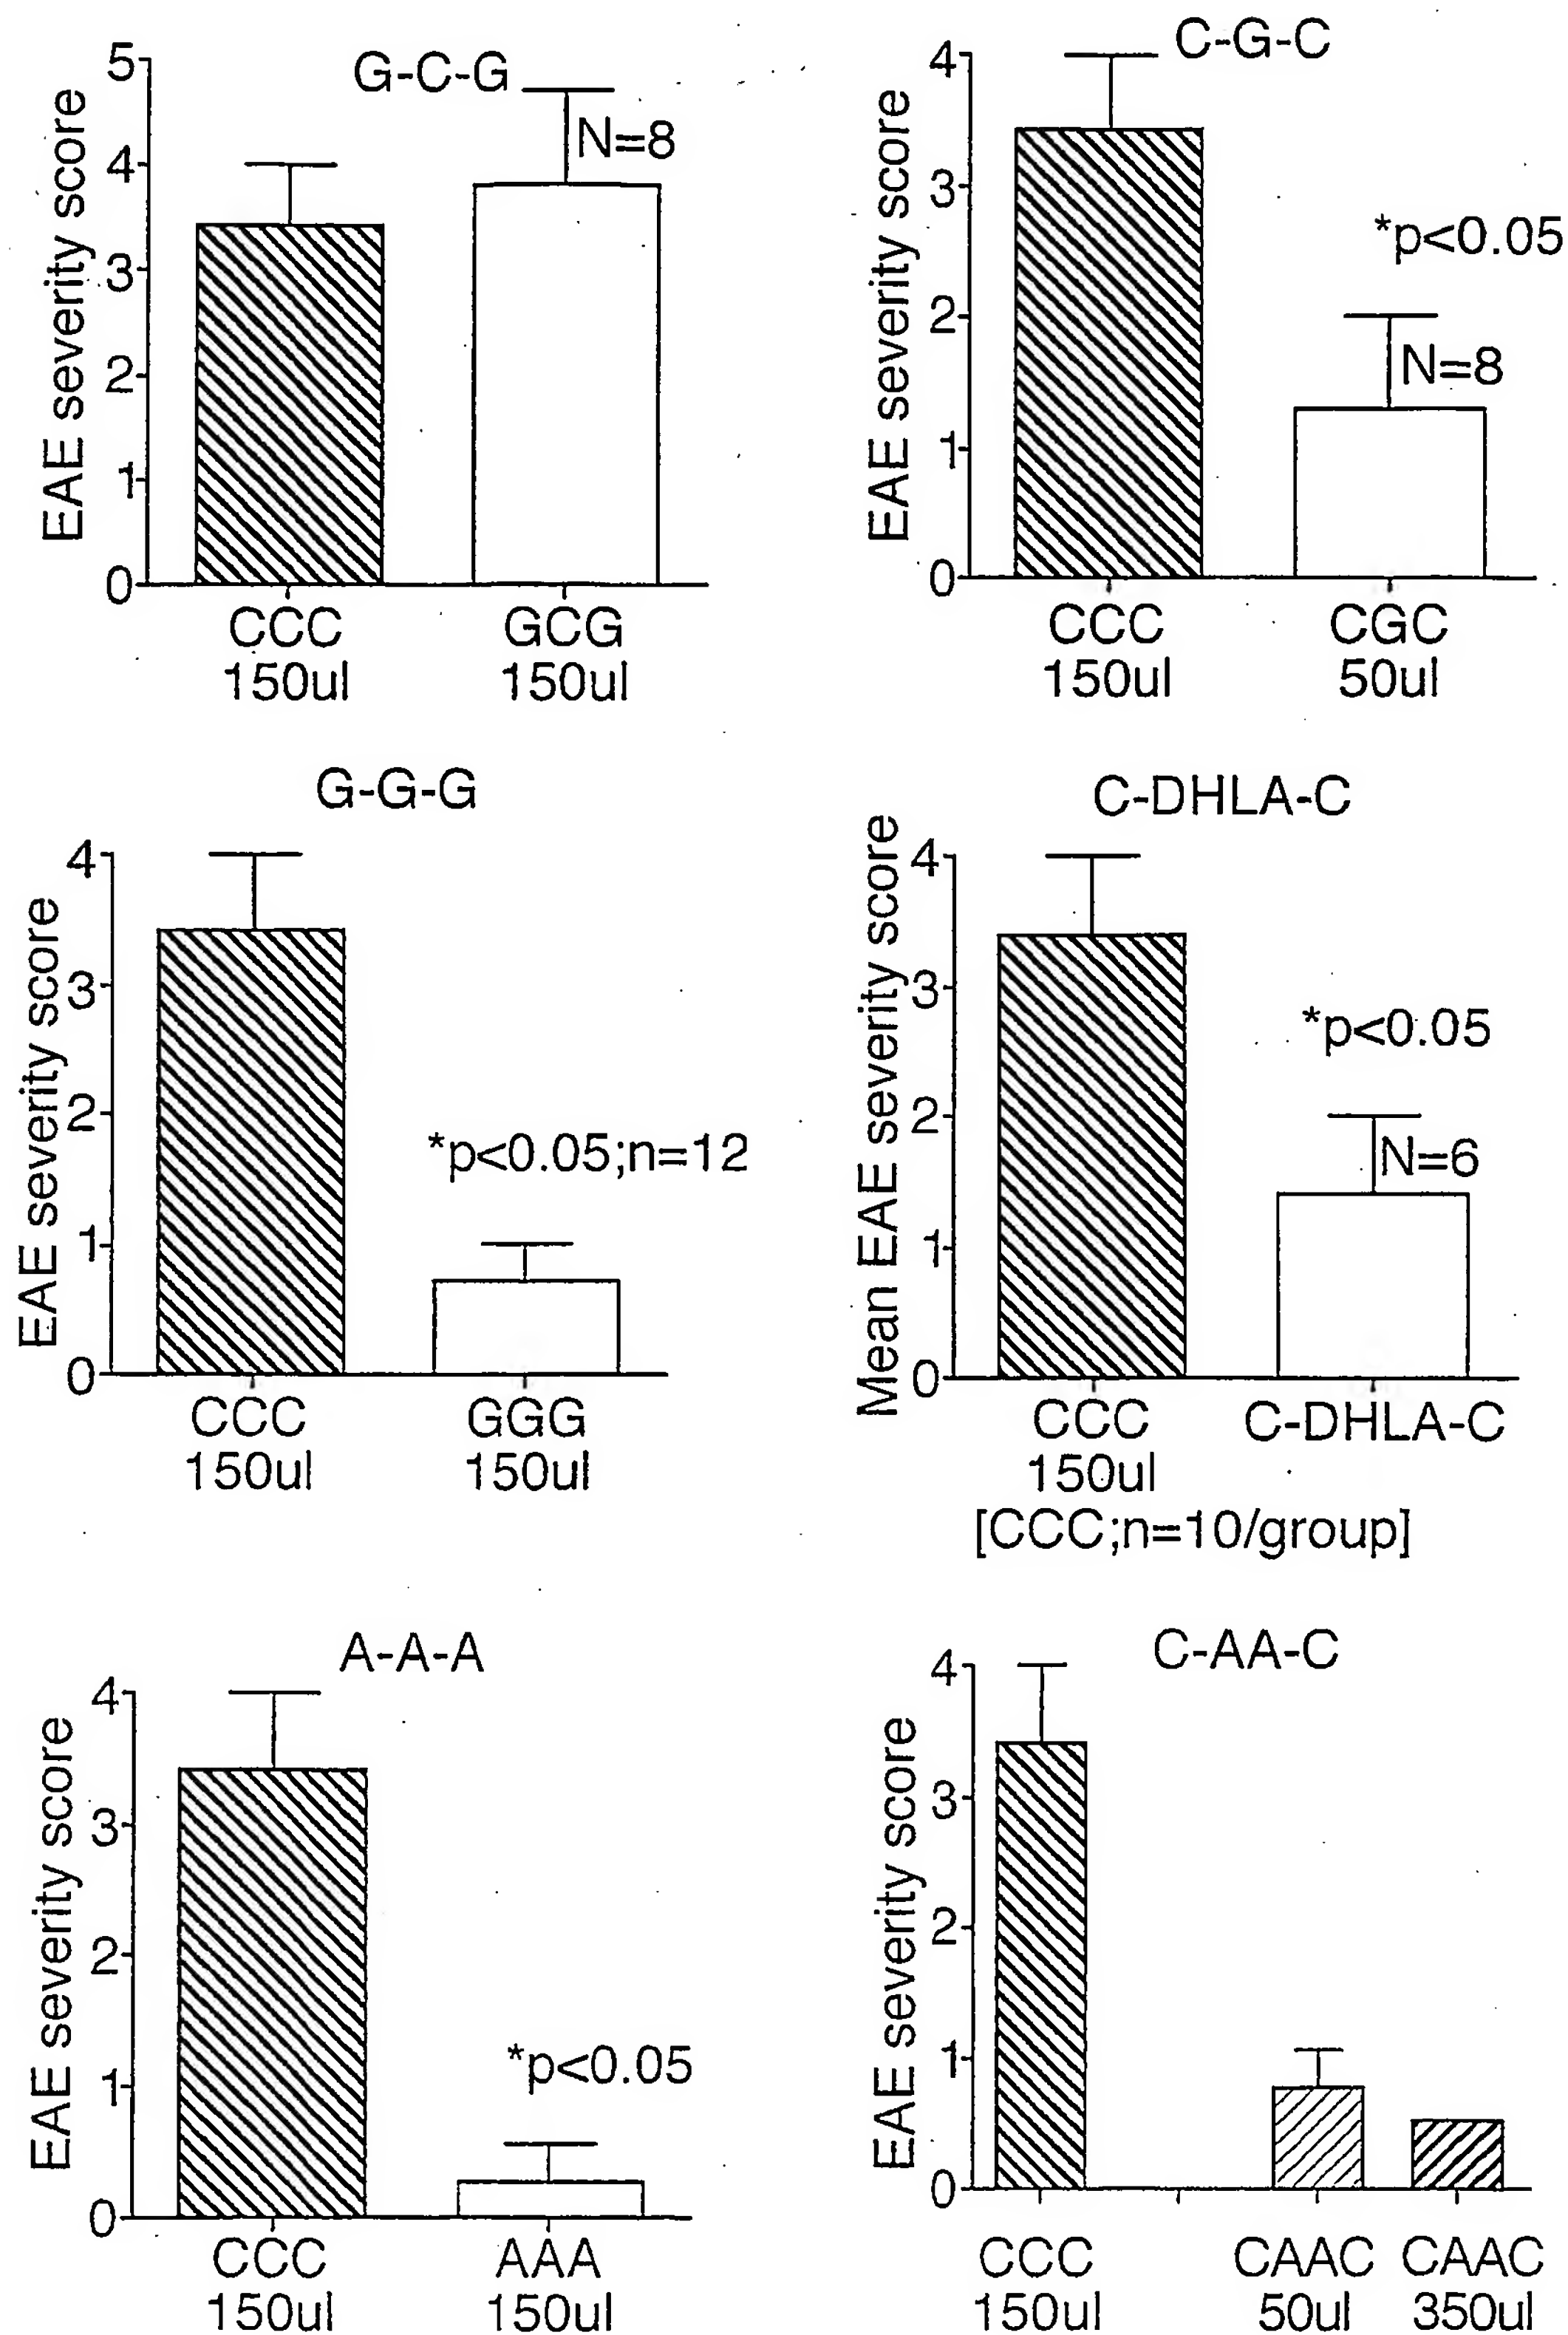 G-C-G
EAE severity score
5
4
3
2
1
0
N=8
CCC GCG
150ul 150ul
C-G-C
EAE severity score
4
3
2
1
0
*p<0.05
N=8
CCC CGC
150ul 50ul
G-G-G
EAE severity score
4
3
2
1
0
*p<0.05;n=12
CCC GGG
150ul 150ul
C-DHLA-C
Mean EAE severity score
4
3
2
1
0
*p<0.05
N=6
CCC C-DHLA-C
150ul
[CCC;n=10/group]
A-A-A
EAE severity score
4
3
2
1
0
*p<0.05
CCC AAA
150ul 150ul
C-AA-C
EAE severity score
4
3
2
1
0
CCC CAAC CAAC
150ul 50ul 350ul